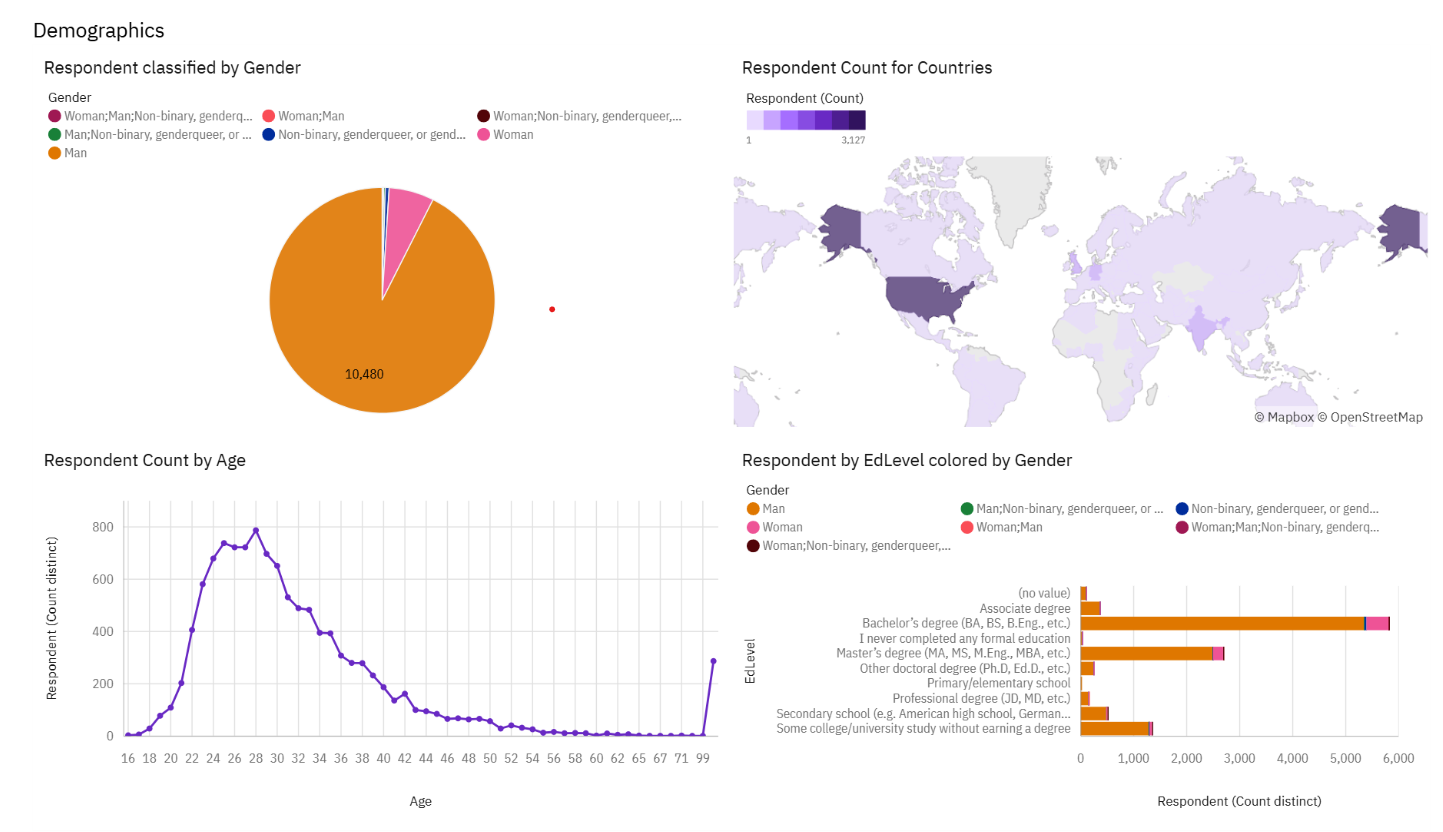 Demographics
Respondent classified by Gender
Gender
Woman;Man;Non-binary, genderq...
Woman;Man
Woman;Non-binary, genderqueer,...
Man;Non-binary, genderqueer, or ...
Non-binary, genderqueer, or gend...
Woman
Man
10,480
Respondent Count for Countries
Respondent (Count)
1
3,127
© Mapbox © OpenStreetMap
Respondent Count by Age
Respondent (Count distinct)
800
600
400
200
0
16 18 20 22 24 26 28 30 32 34 36 38 40 42 44 46 48 50 52 54 56 58 60 62 65 67 71 99
Age
Respondent by EdLevel colored by Gender
Gender
Man
Man;Non-binary, genderqueer, or ...
Non-binary, genderqueer, or gend...
Woman
Woman;Man
Woman;Man;Non-binary, genderq...
Woman;Non-binary, genderqueer,...
EdLevel
(no value)
Associate degree
Bachelor’s degree (BA, BS, B.Eng., etc.)
I never completed any formal education
Master’s degree (MA, MS, M.Eng., MBA, etc.)
Other doctoral degree (Ph.D, Ed.D., etc.)
Primary/elementary school
Professional degree (JD, MD, etc.)
Secondary school (e.g. American high school, German...
Some college/university study without earning a degree
0 1,000 2,000 3,000 4,000 5,000 6,000
Respondent (Count distinct)